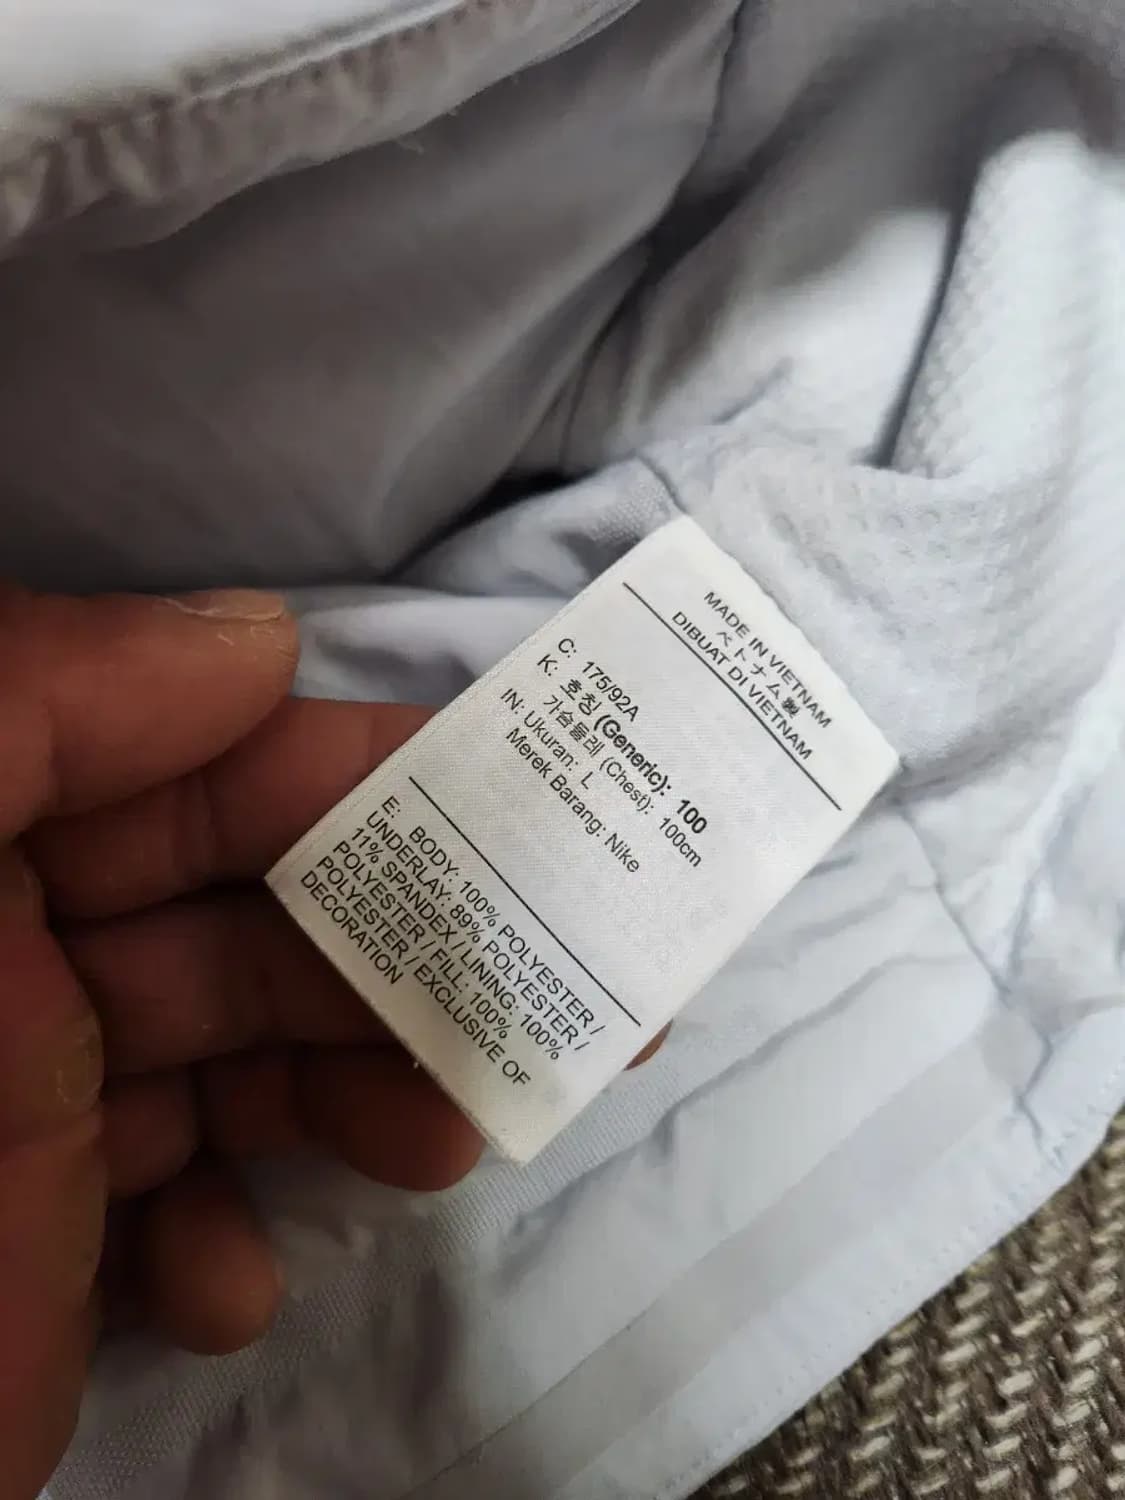 MADE IN VIETNAM
ベトナム製
DIBUAT DI VIETNAM
C: 175/92A
K: 호칭 (Generic): 100
가슴둘레 (Chest): 100cm
IN: Ukuran: L
Merek Barang: Nike
E: BODY: 100% POLYESTER /
UNDERLAY: 89% POLYESTER /
11% SPANDEX / LINING: 100%
POLYESTER / FILL: 100%
POLYESTER / EXCLUSIVE OF
DECORATION